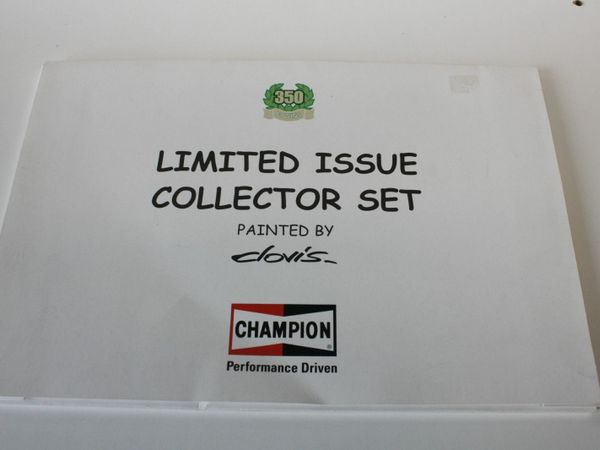 350
LIMITED ISSUE
COLLECTOR SET
PAINTED BY
clovis
CHAMPION
®
Performance Driven